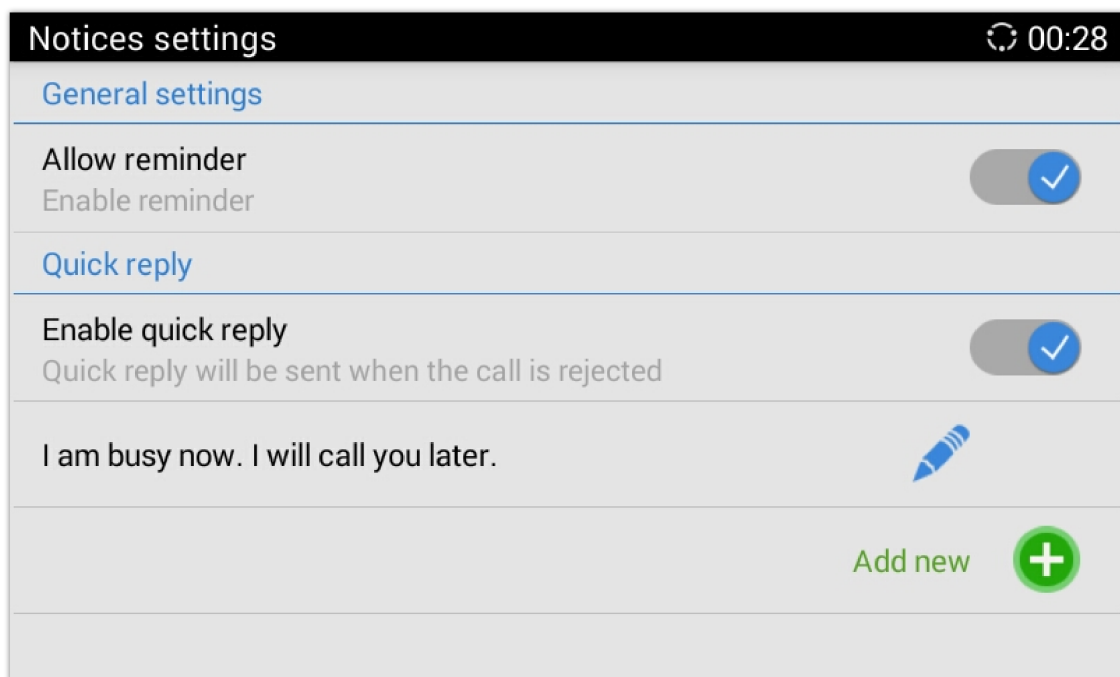 Notices settings 00:28
General settings
Allow reminder
Enable reminder
Quick reply
Enable quick reply
Quick reply will be sent when the call is rejected
I am busy now. I will call you later.
Add new